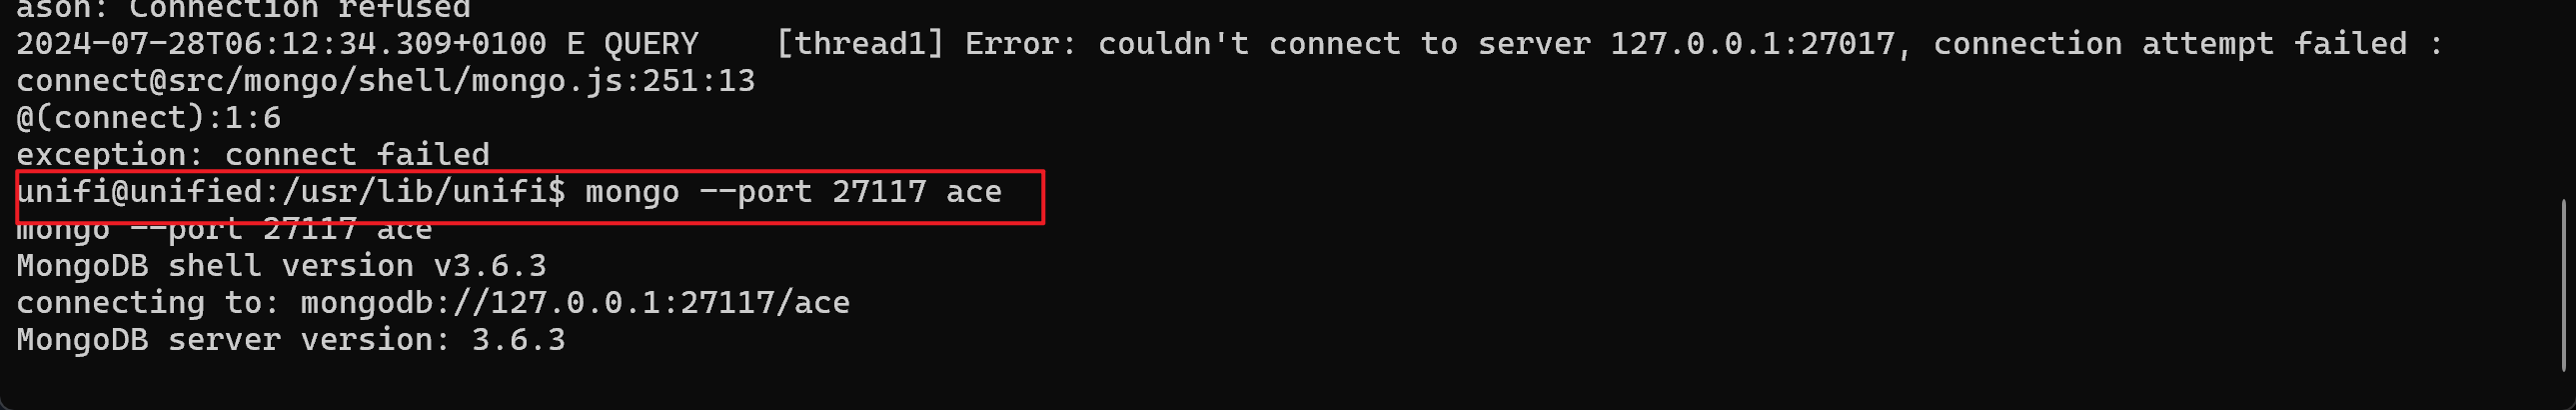 ason: Connection refused
2024-07-28T06:12:34.309+0100 E QUERY    [thread1] Error: couldn't connect to server 127.0.0.1:27017, connection attempt failed :
connect@src/mongo/shell/mongo.js:251:13
@(connect):1:6
exception: connect failed
unifi@unified:/usr/lib/unifi$ mongo --port 27117 ace
mongo --port 27117 ace
MongoDB shell version v3.6.3
connecting to: mongodb://127.0.0.1:27117/ace
MongoDB server version: 3.6.3